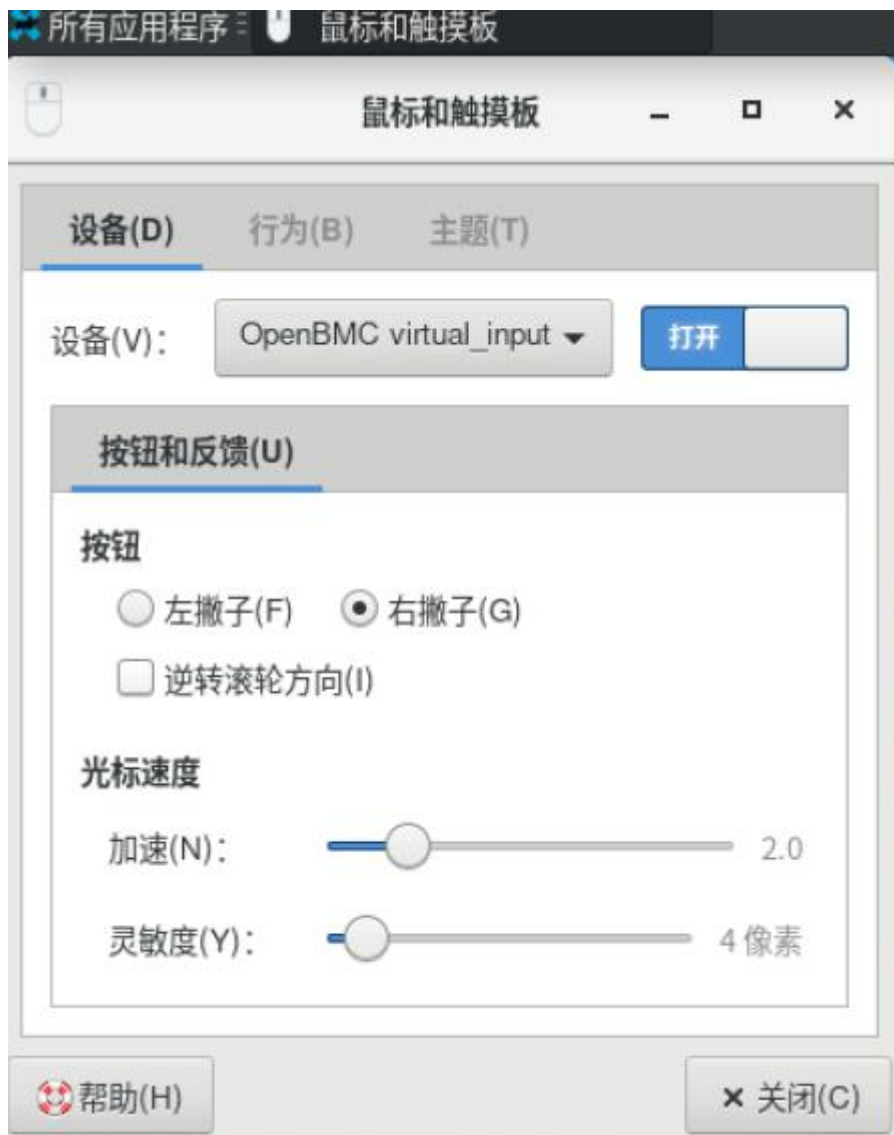 所有应用程序 鼠标和触摸板
鼠标和触摸板
设备(D) 行为(B) 主题(T)
设备(V)： OpenBMC virtual_input 打开
按钮和反馈(U)
按钮
左撇子(F) 右撇子(G)
逆转滚轮方向(I)
光标速度
加速(N)： 2.0
灵敏度(Y)： 4 像素
帮助(H) 关闭(C)